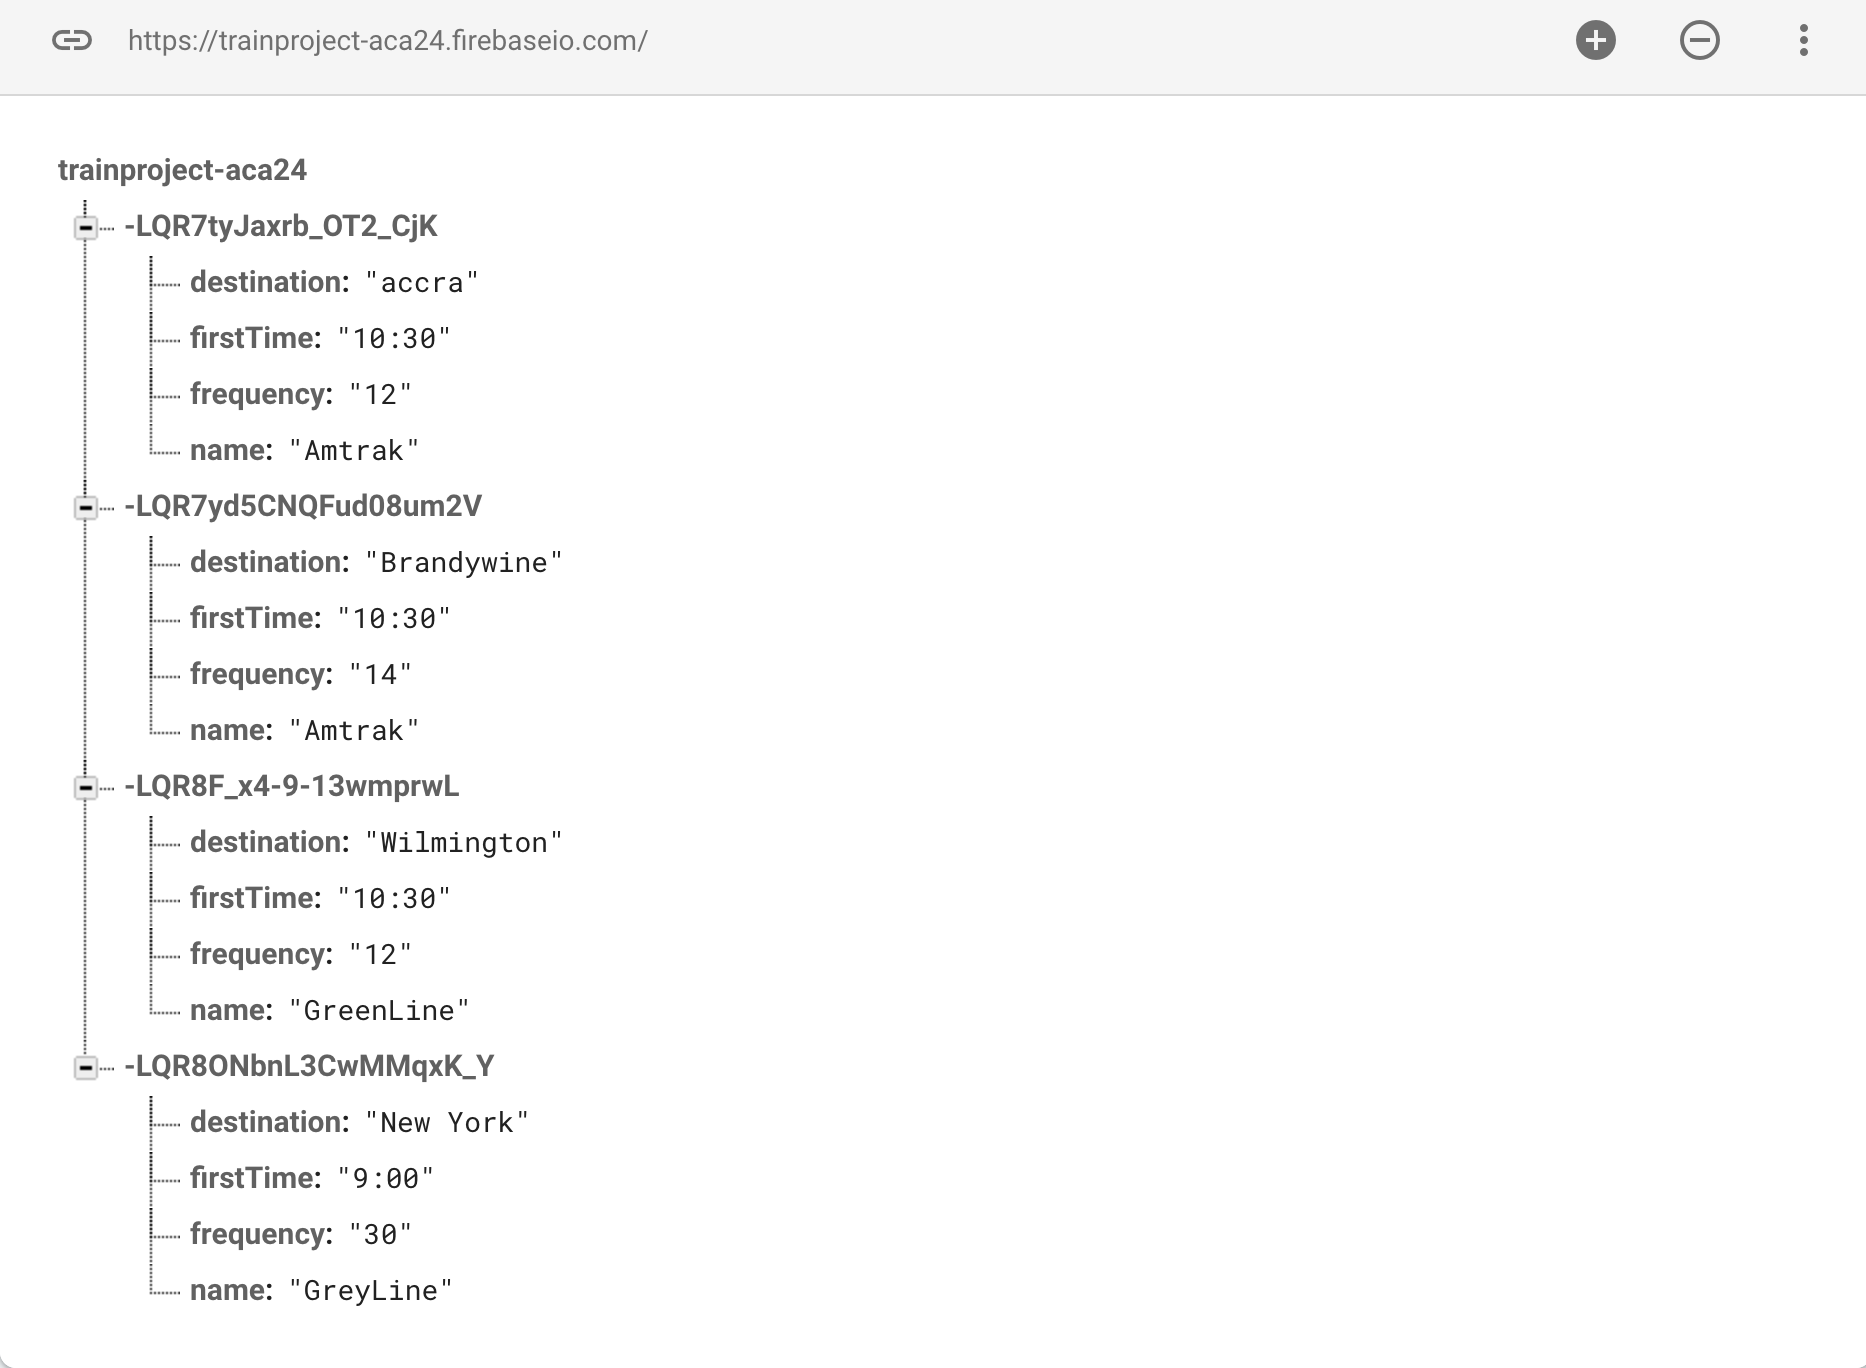 https://trainproject-aca24.firebaseio.com/
trainproject-aca24
-LQR7tyJaxrb_OT2_CjK
destination: "accra"
firstTime: "10:30"
frequency: "12"
name: "Amtrak"
-LQR7yd5CNQFud08um2V
destination: "Brandywine"
firstTime: "10:30"
frequency: "14"
name: "Amtrak"
-LQR8F_x4-9-13wmprwL
destination: "Wilmington"
firstTime: "10:30"
frequency: "12"
name: "GreenLine"
-LQR8ONbnL3CwMMqxK_Y
destination: "New York"
firstTime: "9:00"
frequency: "30"
name: "GreyLine"